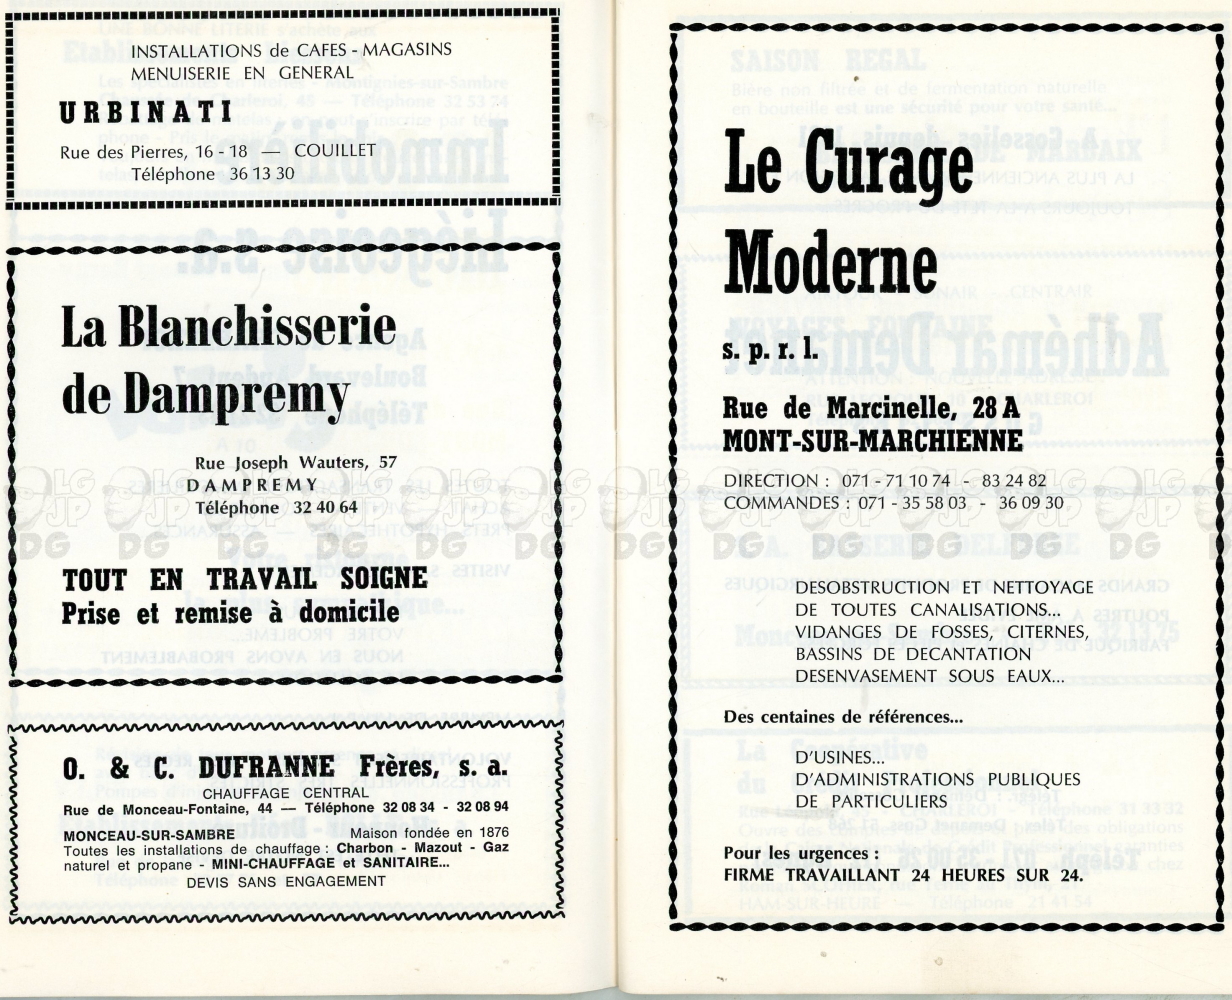 INSTALLATIONS de CAFES - MAGASINS
MENUISERIE EN GENERAL
URBINATI
Rue des Pierres, 16 - 18 — COUILLET
Téléphone 36 13 30
La Blanchisserie
de Dampremy
Rue Joseph Wauters, 57
DAMPREMY
Téléphone 32 40 64
TOUT EN TRAVAIL SOIGNE
Prise et remise à domicile
O. & C. DUFRANNE Frères, s. a.
CHAUFFAGE CENTRAL
Rue de Monceau-Fontaine, 44 — Téléphone 32 08 34 - 32 08 94
MONCEAU-SUR-SAMBRE Maison fondée en 1876
Toutes les installations de chauffage : Charbon - Mazout - Gaz
naturel et propane - MINI-CHAUFFAGE et SANITAIRE...
DEVIS SANS ENGAGEMENT
Le Curage
Moderne
s. p. r. l.
Rue de Marcinelle, 28 A
MONT-SUR-MARCHIENNE
DIRECTION : 071 - 71 10 74 - 83 24 82
COMMANDES : 071 - 35 58 03 - 36 09 30
DESOBSTRUCTION ET NETTOYAGE
DE TOUTES CANALISATIONS...
VIDANGES DE FOSSES, CITERNES,
BASSINS DE DECANTATION
DESENVASEMENT SOUS EAUX...
Des centaines de références...
D'USINES...
D'ADMINISTRATIONS PUBLIQUES
DE PARTICULIERS
Pour les urgences :
FIRME TRAVAILLANT 24 HEURES SUR 24.